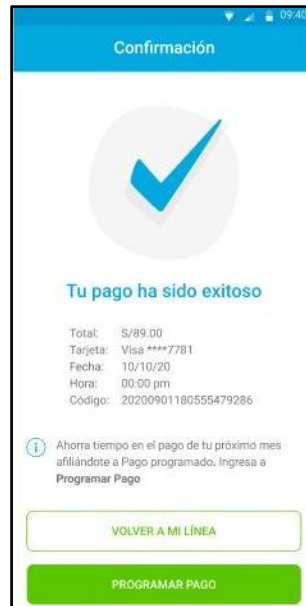 09:40
Confirmación
Tu pago ha sido exitoso
Total: S/89.00
Tarjeta: Visa ****7781
Fecha: 10/10/20
Hora: 00:00 pm
Código: 20200901180555479286
Ahorra tiempo en el pago de tu próximo mes
afiliándote a Pago programado. Ingresa a
Programar Pago
VOLVER A MI LÍNEA
PROGRAMAR PAGO